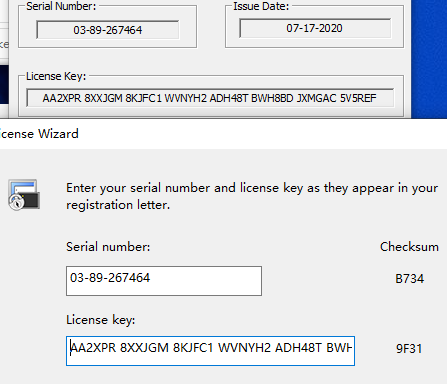 Serial Number:
Issue Date:
03-89-267464
07-17-2020
License Key:
AA2XPR 8XXJGM 8KJFC1 WVNYH2 ADH48T BWH8BD JXMGAC 5V5REF
icense Wizard
Enter your serial number and license key as they appear in your
registration letter.
Serial number:
Checksum
03-89-267464
B734
License key:
AA2XPR 8XXJGM 8KJFC1 WVNYH2 ADH48T BWH
9F31